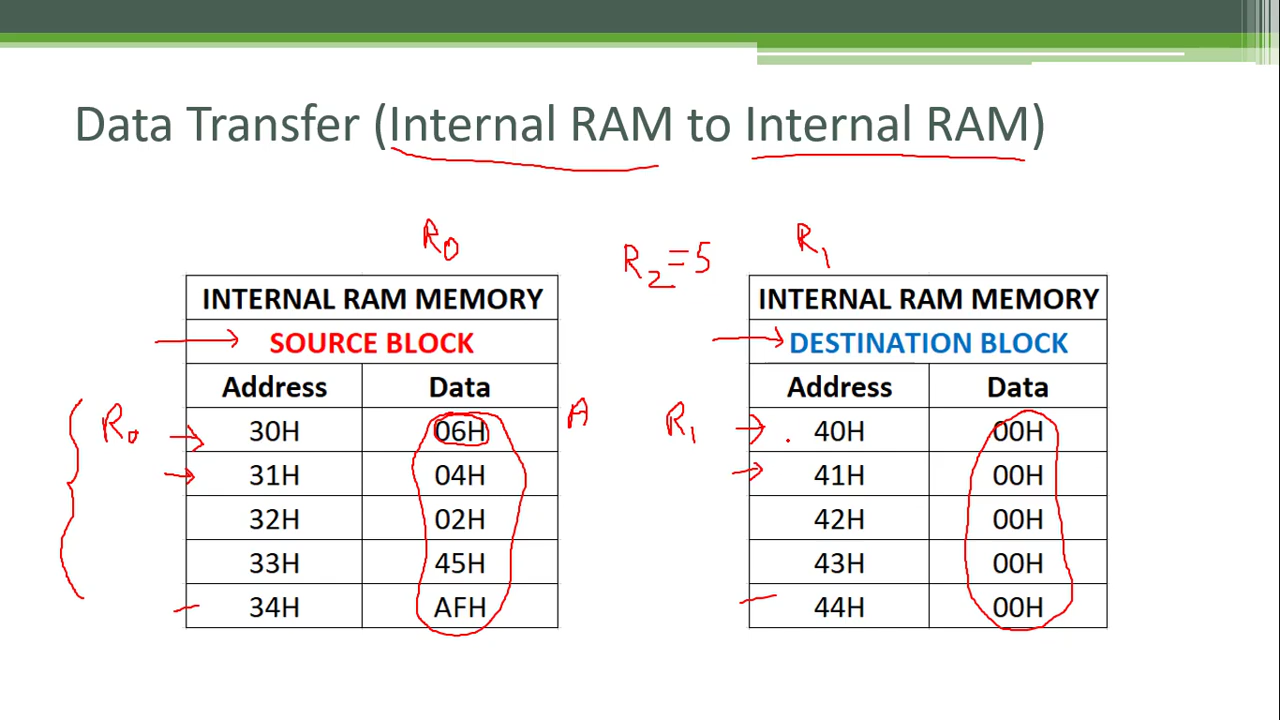 Data Transfer (Internal RAM to Internal RAM)
R0 R2=5 R1
INTERNAL RAM MEMORY
SOURCE BLOCK
Address Data
R0 30H 06H A
31H 04H
32H 02H
33H 45H
34H AFH
INTERNAL RAM MEMORY
DESTINATION BLOCK
Address Data
R1 40H 00H
41H 00H
42H 00H
43H 00H
44H 00H